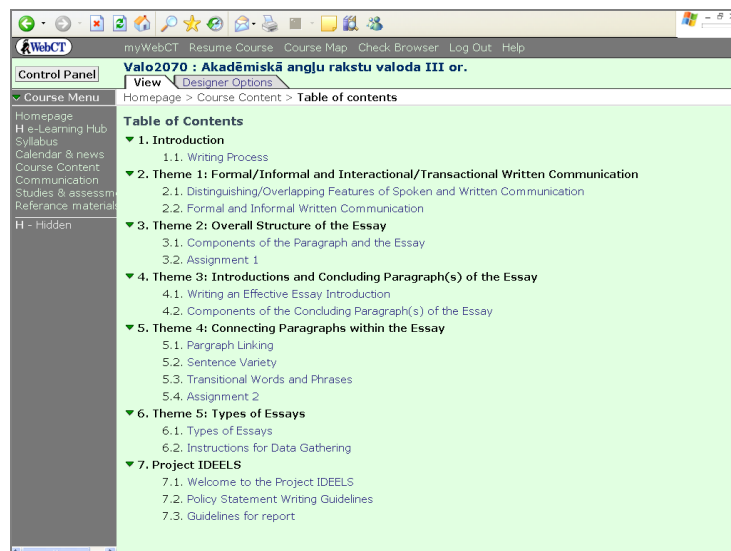 WebCT
myWebCT Resume Course Course Map Check Browser Log Out Help
Control Panel
Valo2070 : Akadēmiskā angļu rakstu valoda III or.
View Designer Options
Course Menu
Homepage > Course Content > Table of contents
Homepage
H e-Learning Hub
Syllabus
Calendar & news
Course Content
Communication
Studies & assessm
Referance materials
H - Hidden
Table of Contents
1. Introduction
1.1. Writing Process
2. Theme 1: Formal/Informal and Interactional/Transactional Written Communication
2.1. Distinguishing/Overlapping Features of Spoken and Written Communication
2.2. Formal and Informal Written Communication
3. Theme 2: Overall Structure of the Essay
3.1. Components of the Paragraph and the Essay
3.2. Assignment 1
4. Theme 3: Introductions and Concluding Paragraph(s) of the Essay
4.1. Writing an Effective Essay Introduction
4.2. Components of the Concluding Paragraph(s) of the Essay
5. Theme 4: Connecting Paragraphs within the Essay
5.1. Pargraph Linking
5.2. Sentence Variety
5.3. Transitional Words and Phrases
5.4. Assignment 2
6. Theme 5: Types of Essays
6.1. Types of Essays
6.2. Instructions for Data Gathering
7. Project IDEELS
7.1. Welcome to the Project IDEELS
7.2. Policy Statement Writing Guidelines
7.3. Guidelines for report